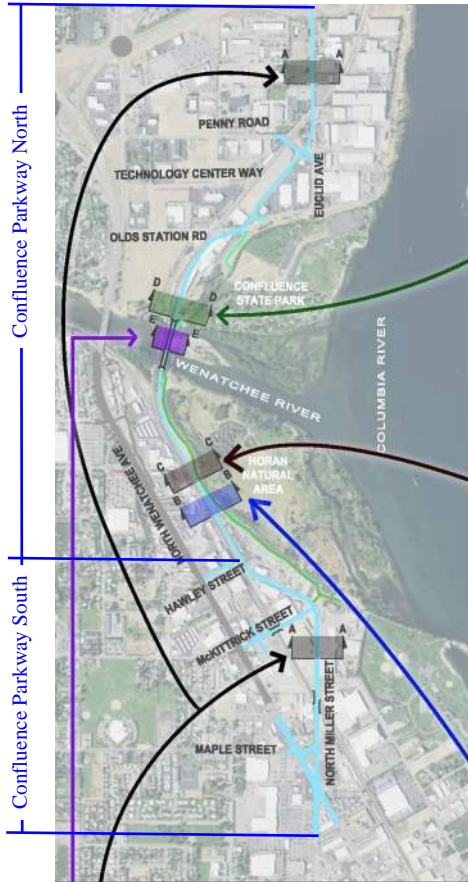 Confluence Parkway North
Confluence Parkway South
A A
PENNY ROAD
TECHNOLOGY CENTER WAY
EUCLID AVE
OLDS STATION RD
D D
CONFLUENCE
STATE PARK
E E
WENATCHEE RIVER
COLUMBIA RIVER
NORTH WENATCHEE AVE
C C
HORAN
NATURAL
AREA
B B
HAWLEY STREET
McKITTRICK STREET
A A
NORTH MILLER STREET
MAPLE STREET